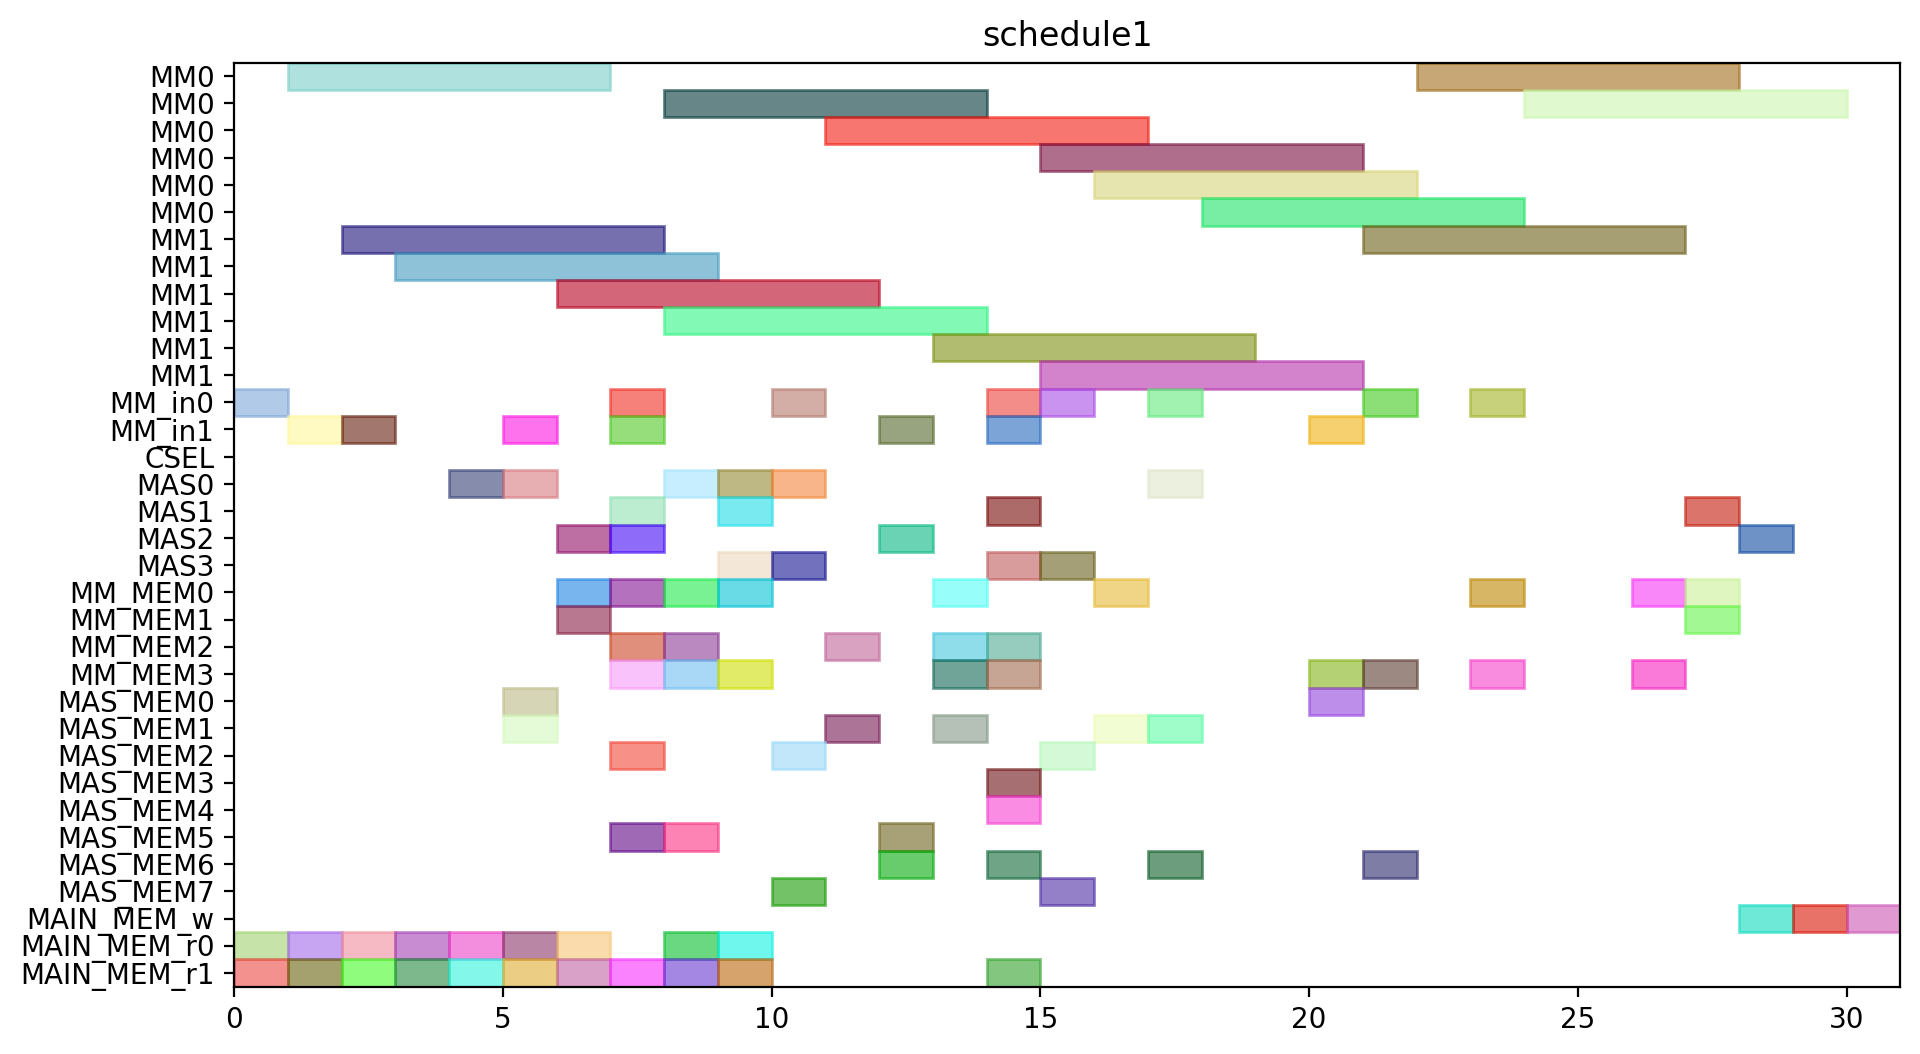 schedule1
MM0
MM0
MM0
MM0
MM0
MM0
MM1
MM1
MM1
MM1
MM1
MM1
MM_in0
MM_in1
CSEL
MAS0
MAS1
MAS2
MAS3
MM_MEM0
MM_MEM1
MM_MEM2
MM_MEM3
MAS_MEM0
MAS_MEM1
MAS_MEM2
MAS_MEM3
MAS_MEM4
MAS_MEM5
MAS_MEM6
MAS_MEM7
MAIN_MEM_w
MAIN_MEM_r0
MAIN_MEM_r1
0 5 10 15 20 25 30